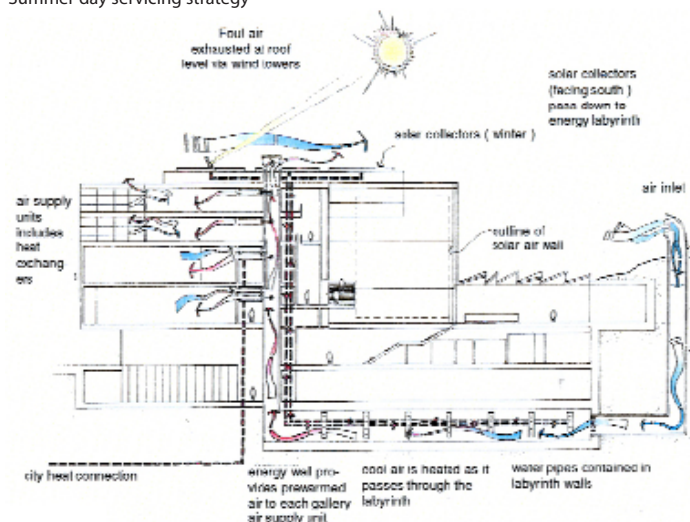 Summer day servicing strategy
Foul air
exhausted at roof
level via wind towers
solar collectors
(facing south )
pass down to
energy labyrinth
solar collectors ( winter )
air inlet
air supply
units
includes
heat
exchang
ers
outline of
solar air wall
city heat connection
energy wall pro-
vides prewarmed
air to each gallery
air supply unit
cool air is heated as it
passes through the
labyrinth
water pipes contained in
labyrinth walls